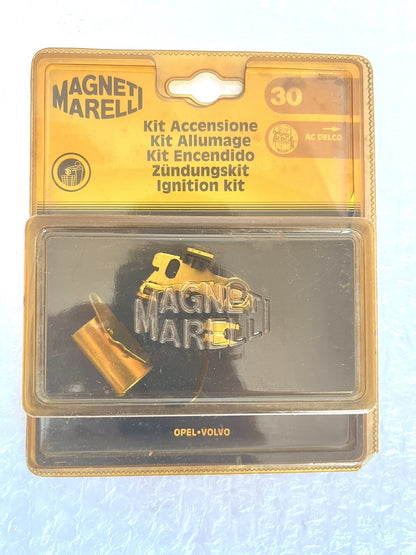 MAGNETI
MARELLI
30
AC DELCO
Kit Accensione
Kit Allumage
Kit Encendido
Zündungskit
Ignition kit
MAGNETI
MARELLI
OPEL•VOLVO